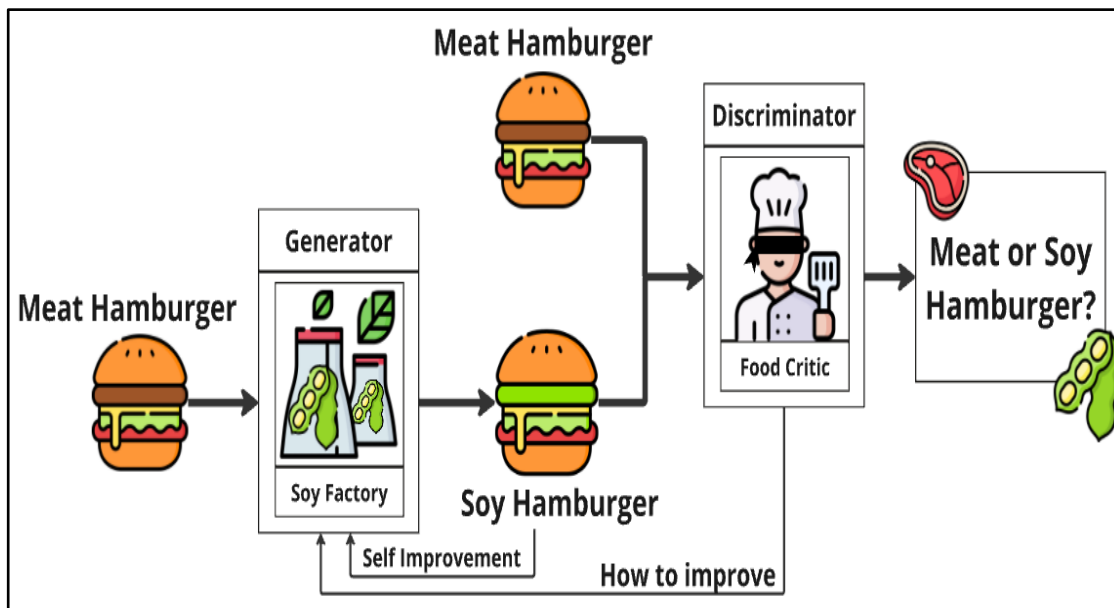 Meat Hamburger
Discriminator
Generator
Meat Hamburger
Meat or Soy
Hamburger?
Food Critic
Soy Factory
Soy Hamburger
Self Improvement
How to improve